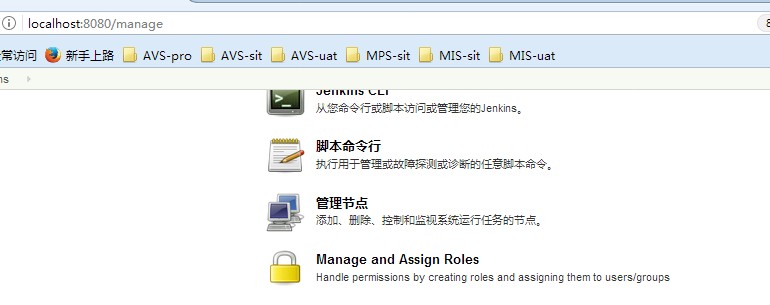 localhost:8080/manage
常访问 新手上路 AVS-pro AVS-sit AVS-uat MPS-sit MIS-sit MIS-uat
ns
Jenkins CLI
从您命令行或脚本访问或管理您的Jenkins。
脚本命令行
执行用于管理或故障探测或诊断的任意脚本命令。
管理节点
添加、删除、控制和监视系统运行任务的节点。
Manage and Assign Roles
Handle permissions by creating roles and assigning them to users/groups